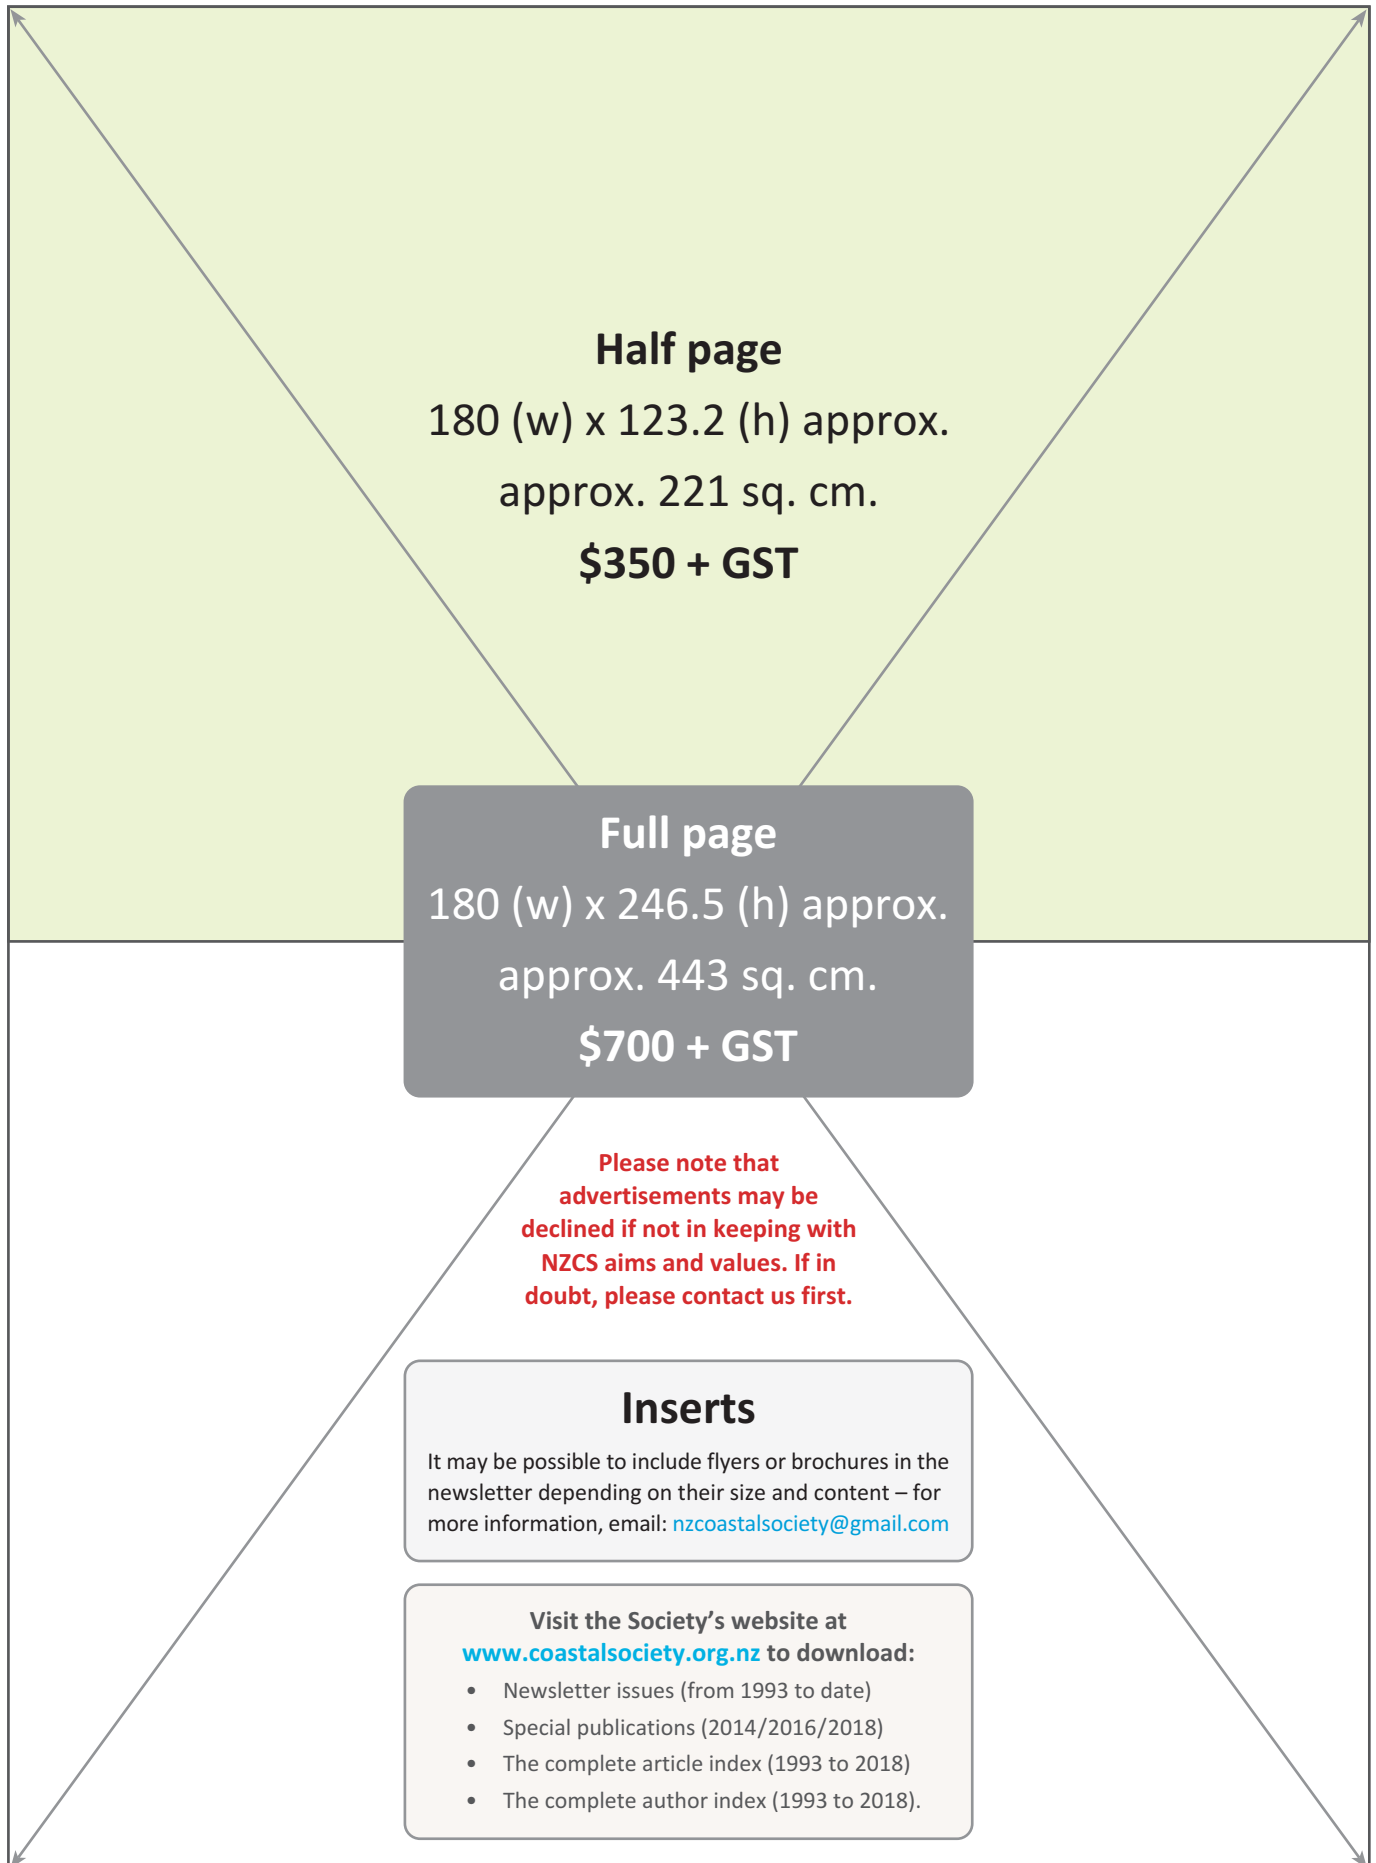 Half page
180 (w) x 123.2 (h) approx.
approx. 221 sq. cm.
$350 + GST
Full page
180 (w) x 246.5 (h) approx.
approx. 443 sq. cm.
$700 + GST
Please note that
advertisements may be
declined if not in keeping with
NZCS aims and values. If in
doubt, please contact us first.
Inserts
It may be possible to include flyers or brochures in the
newsletter depending on their size and content – for
more information, email: nzcoastalsociety@gmail.com
Visit the Society’s website at
www.coastalsociety.org.nz to download:
• Newsletter issues (from 1993 to date)
• Special publications (2014/2016/2018)
• The complete article index (1993 to 2018)
• The complete author index (1993 to 2018).